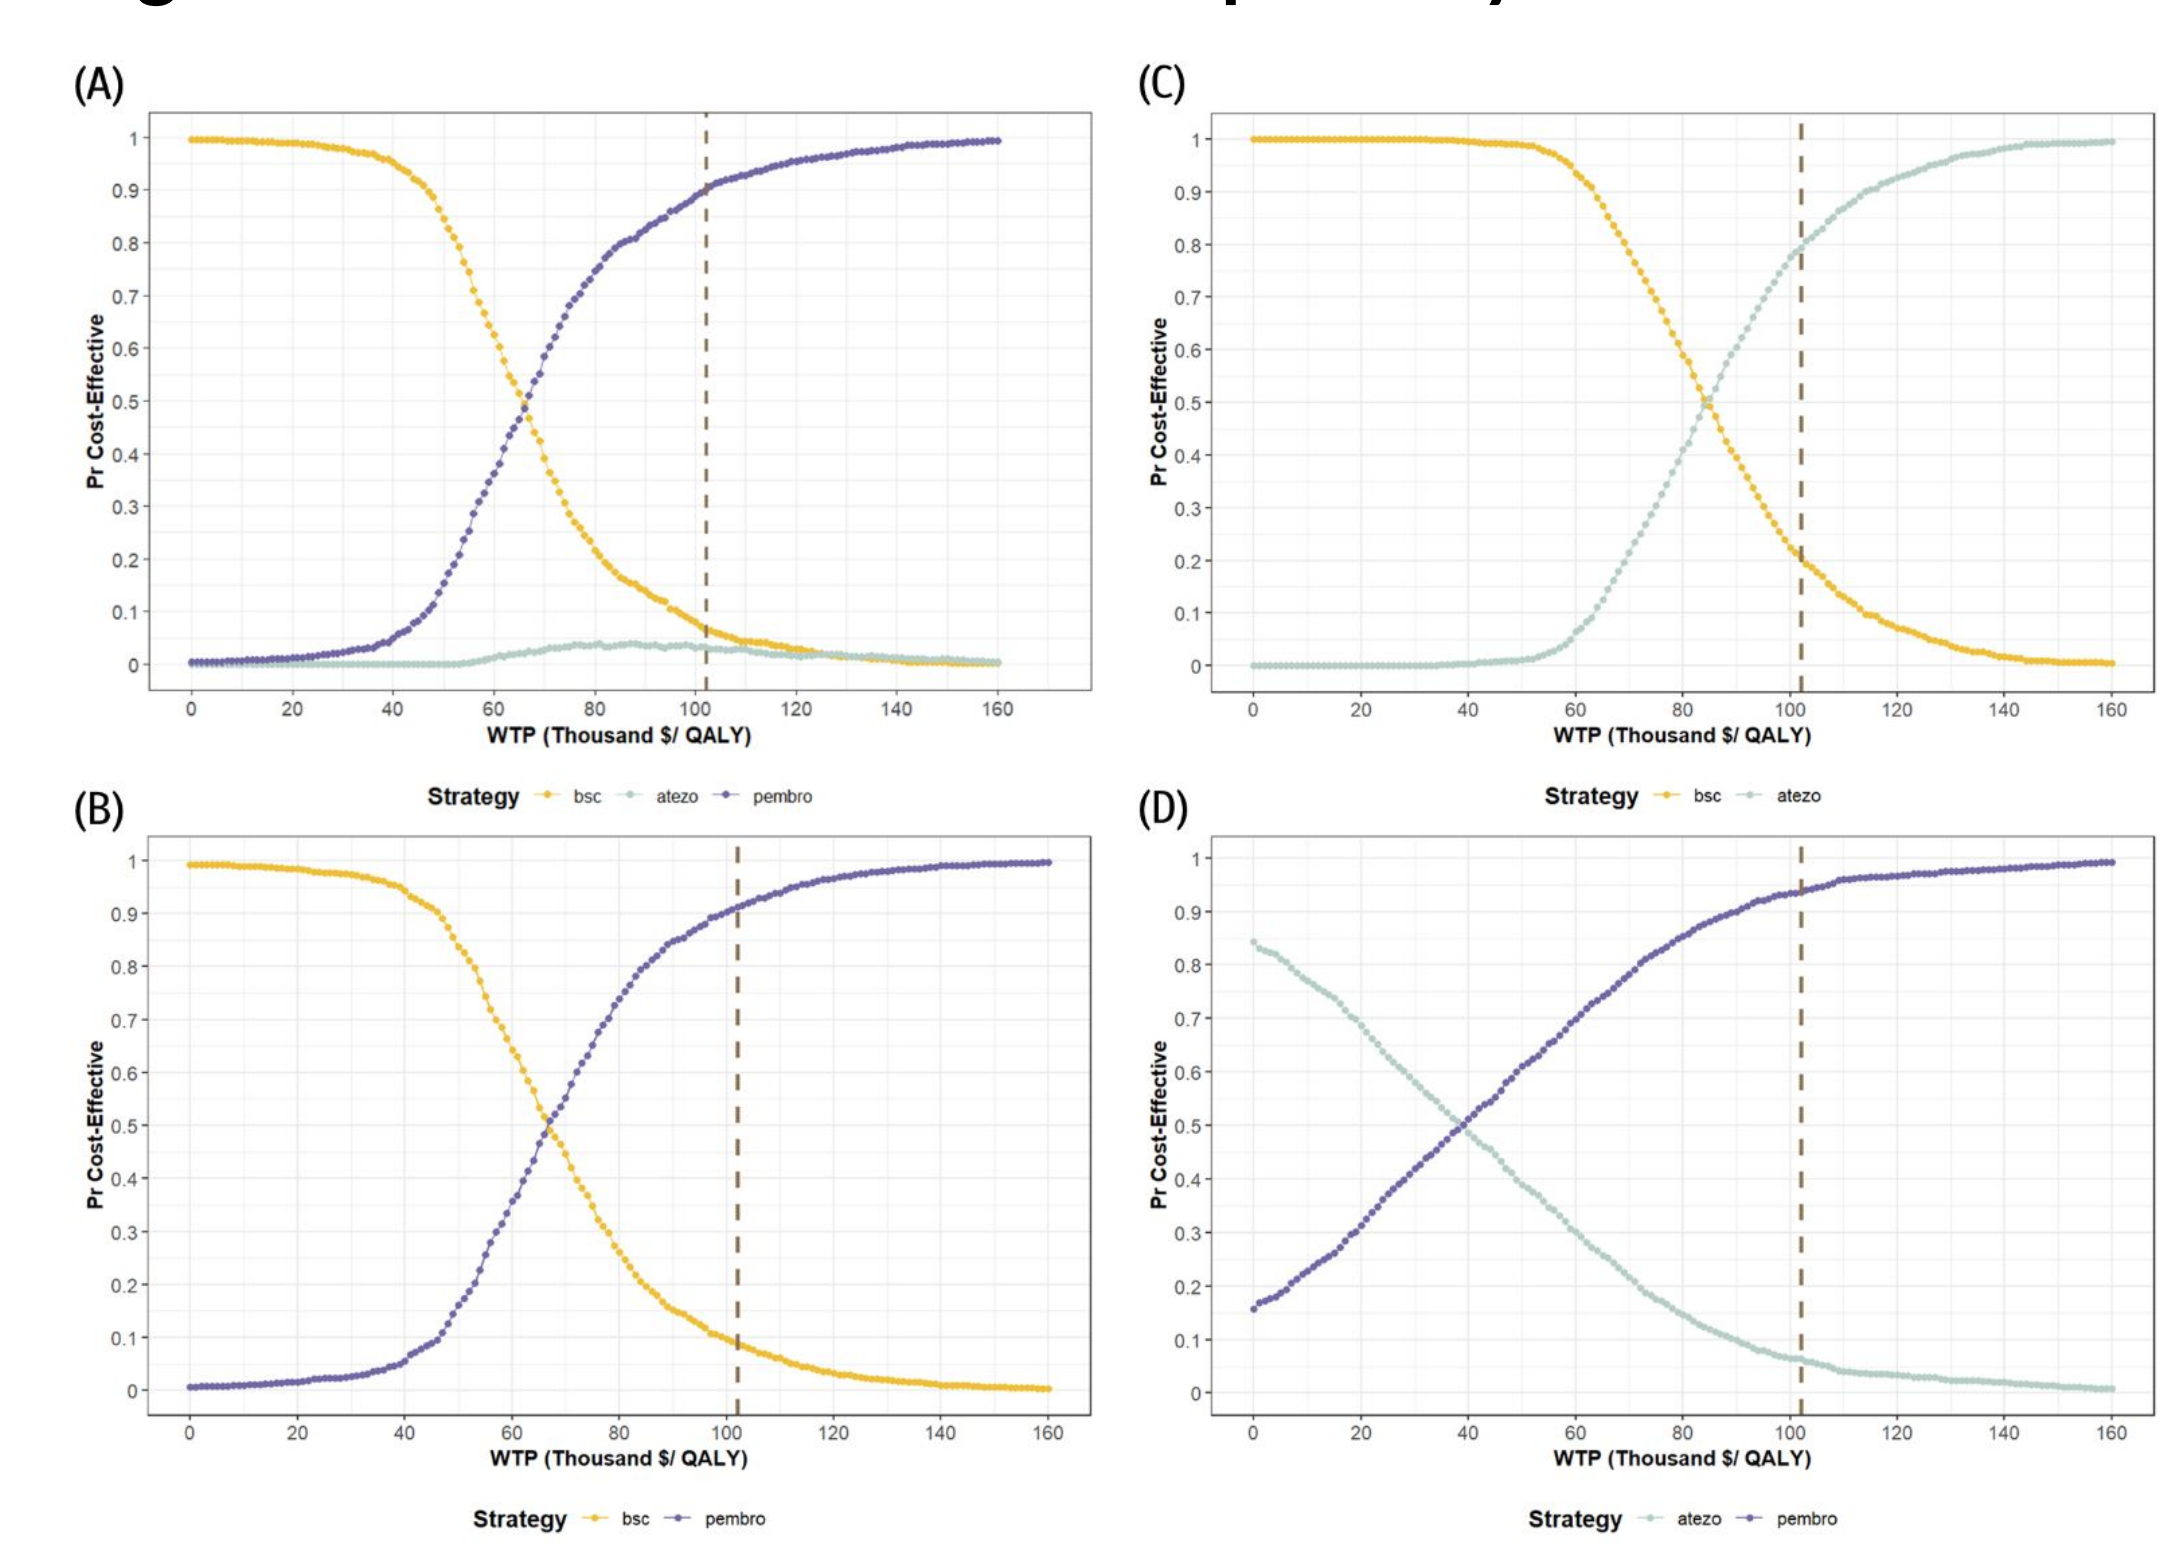 (A)
1
0.9
0.8
0.7
0.6
0.5
0.4
0.3
0.2
0.1
0
Pr Cost-Effective
0 20 40 60 80 100 120 140 160
WTP (Thousand $/ QALY)
Strategy bsc atezo pembro
(B)
1
0.9
0.8
0.7
0.6
0.5
0.4
0.3
0.2
0.1
0
Pr Cost-Effective
0 20 40 60 80 100 120 140 160
WTP (Thousand $/ QALY)
Strategy bsc pembro
(C)
1
0.9
0.8
0.7
0.6
0.5
0.4
0.3
0.2
0.1
0
Pr Cost-Effective
0 20 40 60 80 100 120 140 160
WTP (Thousand $/ QALY)
Strategy bsc atezo
(D)
1
0.9
0.8
0.7
0.6
0.5
0.4
0.3
0.2
0.1
0
Pr Cost-Effective
0 20 40 60 80 100 120 140 160
WTP (Thousand $/ QALY)
Strategy atezo pembro